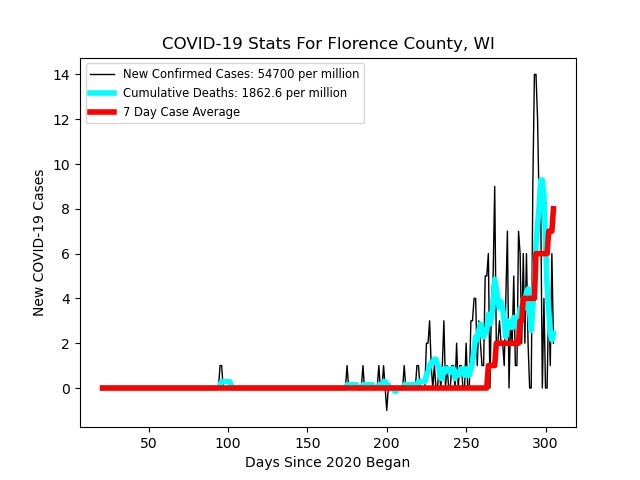 COVID-19 Stats For Florence County, WI
New Confirmed Cases: 54700 per million
Cumulative Deaths: 1862.6 per million
7 Day Case Average
New COVID-19 Cases
14
12
10
8
6
4
2
0
50 100 150 200 250 300
Days Since 2020 Began